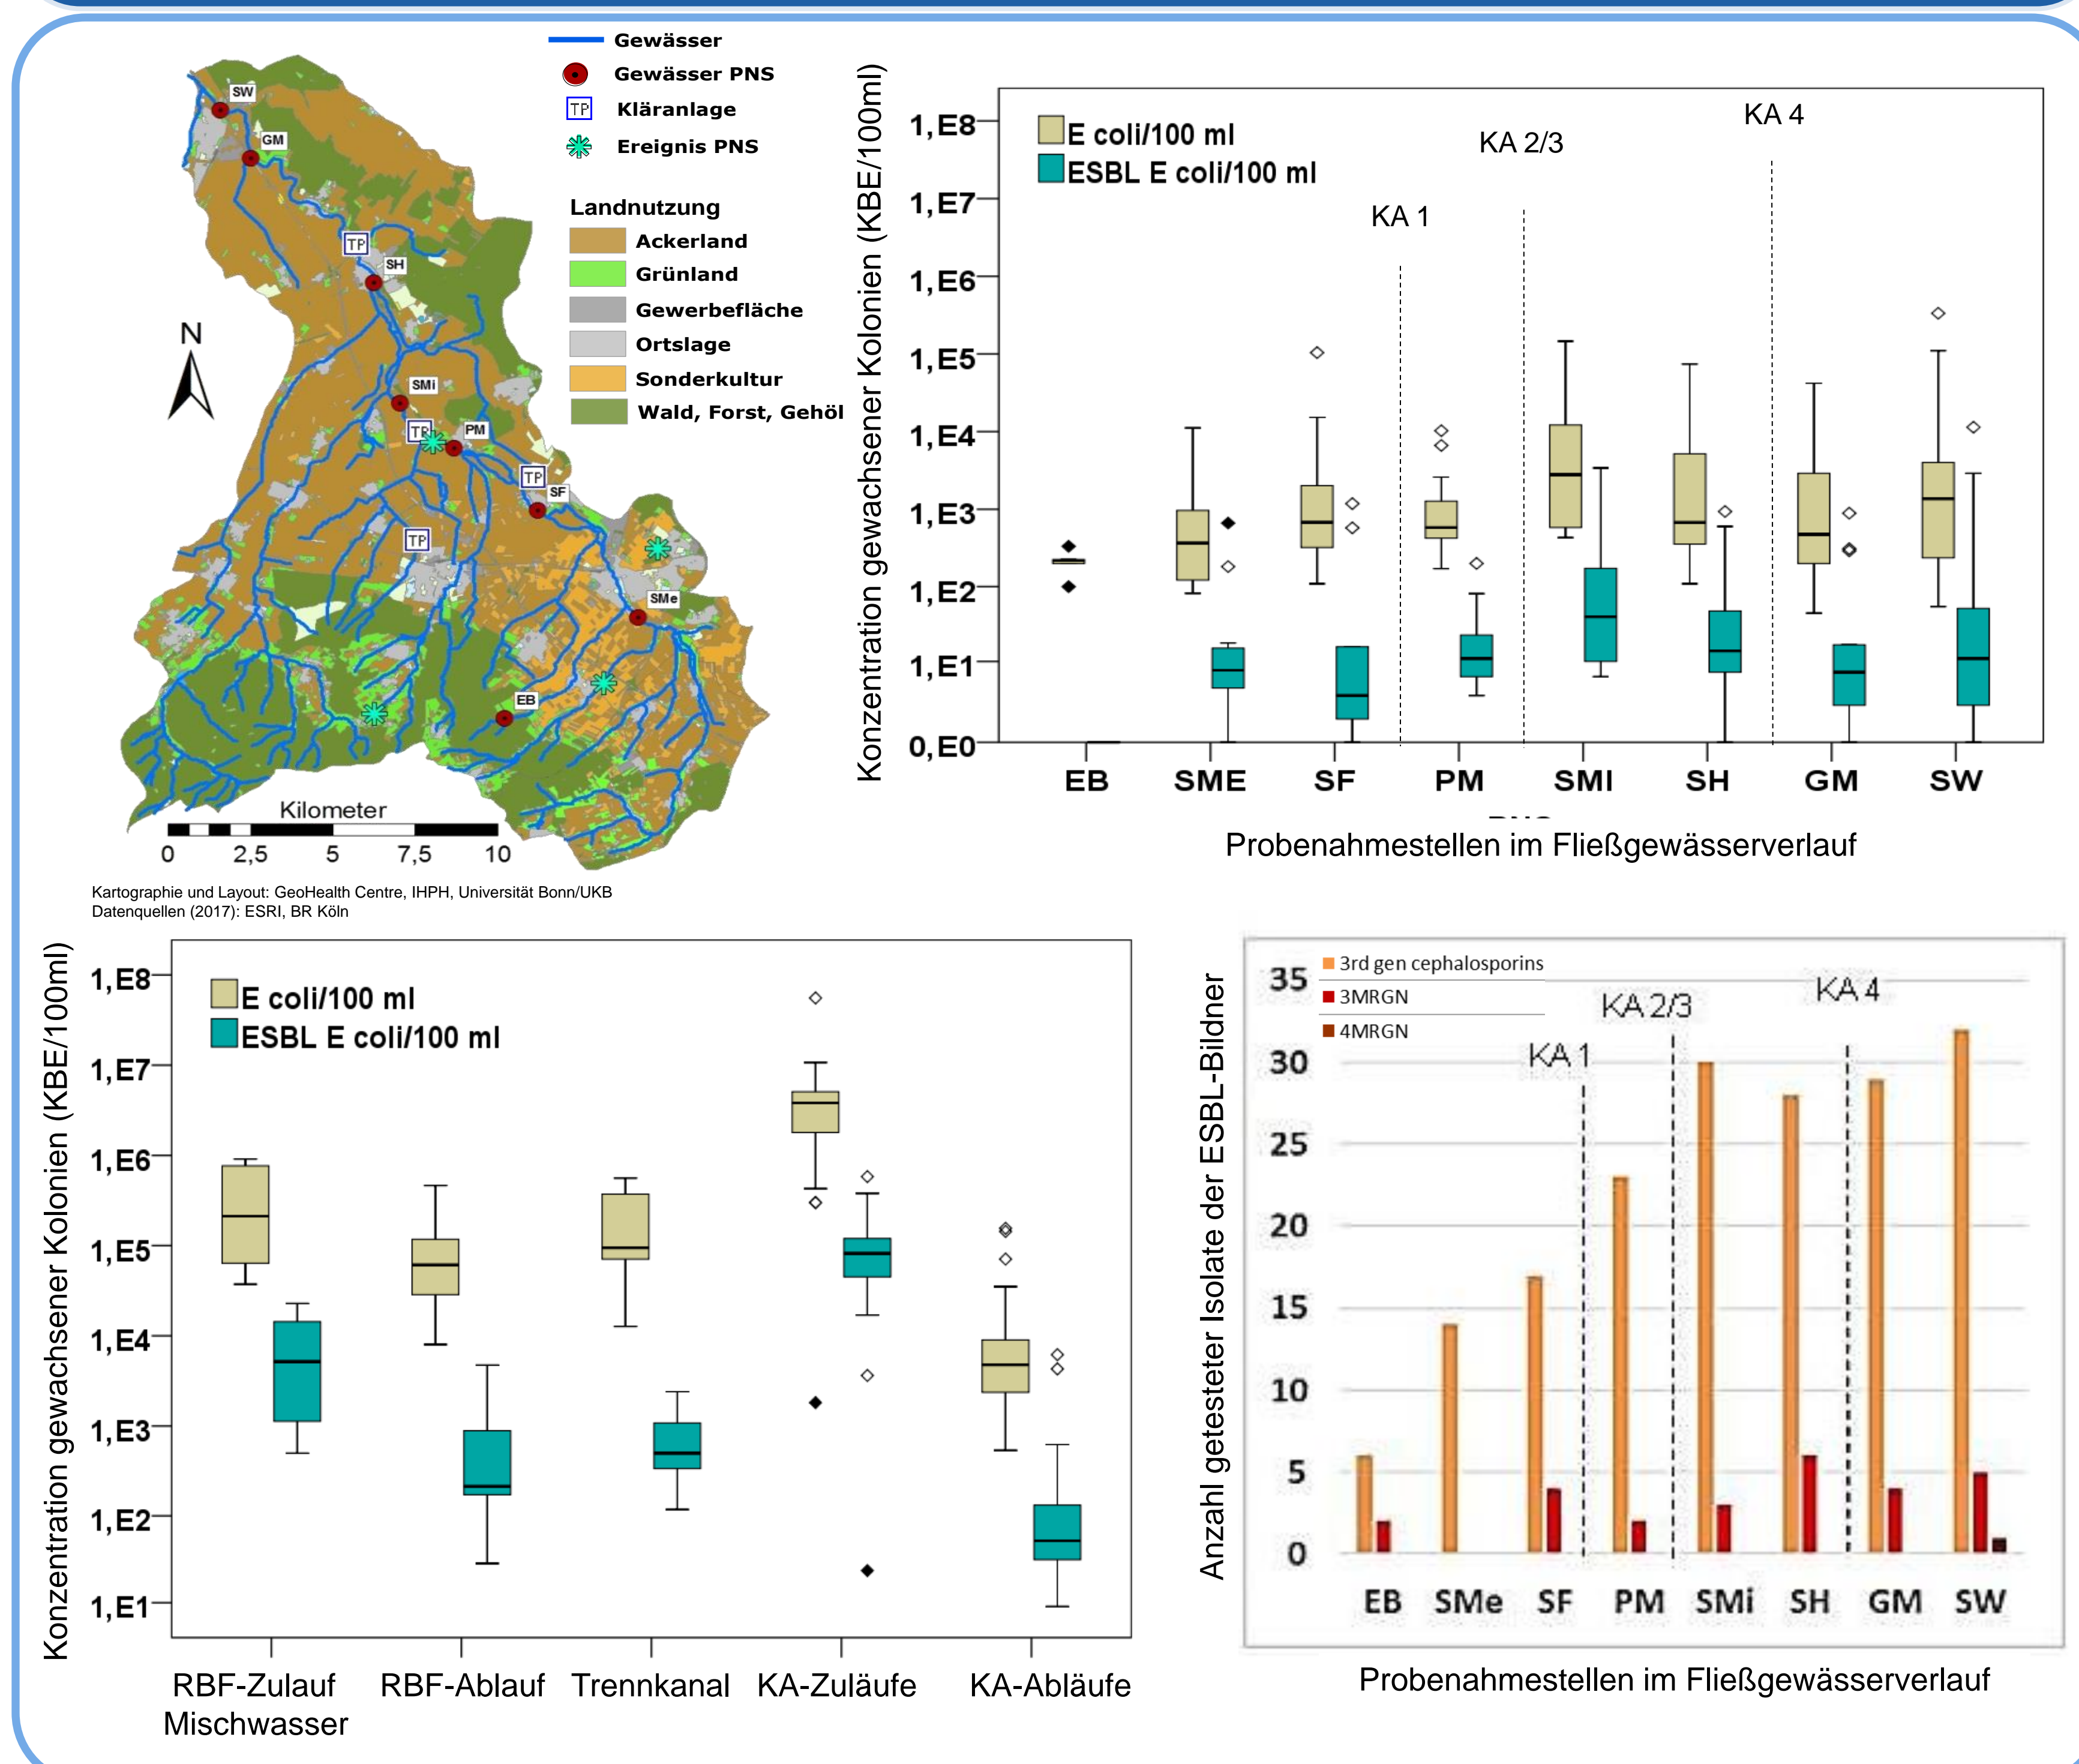 Gewässer
Gewässer PNS
TP Kläranlage
Ereignis PNS
Landnutzung
Ackerland
Grünland
Gewerbefläche
Ortslage
Sonderkultur
Wald, Forst, Gehöl
SW
GM
TP
SH
N
SMi
TP
PM
TP
SF
TP
SMe
EB
Kilometer
0 2,5 5 7,5 10
Kartographie und Layout: GeoHealth Centre, IHPH, Universität Bonn/UKB
Datenquellen (2017): ESRI, BR Köln
Konzentration gewachsener Kolonien (KBE/100ml)
1,E8
1,E7
1,E6
1,E5
1,E4
1,E3
1,E2
1,E1
0,E0
E coli/100 ml
ESBL E coli/100 ml
KA 1
KA 2/3
KA 4
EB SME SF PM SMI SH GM SW
Probenahmestellen im Fließgewässerverlauf
Konzentration gewachsener Kolonien (KBE/100ml)
1,E8
1,E7
1,E6
1,E5
1,E4
1,E3
1,E2
1,E1
E coli/100 ml
ESBL E coli/100 ml
RBF-Zulauf RBF-Ablauf Trennkanal KA-Zuläufe KA-Abläufe
Mischwasser
Anzahl getesteter Isolate der ESBL-Bildner
35
30
25
20
15
10
5
0
3rd gen cephalosporins
3MRGN
4MRGN
KA 1
KA 2/3
KA 4
EB SMe SF PM SMi SH GM SW
Probenahmestellen im Fließgewässerverlauf